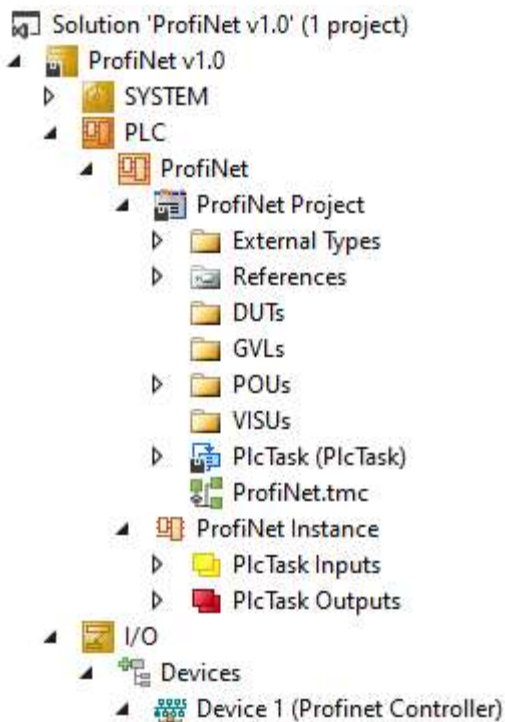 Solution 'ProfiNet v1.0' (1 project)
ProfiNet v1.0
SYSTEM
PLC
ProfiNet
ProfiNet Project
External Types
References
DUTs
GVLs
POUs
VISUs
PlcTask (PlcTask)
ProfiNet.tmc
ProfiNet Instance
PlcTask Inputs
PlcTask Outputs
I/O
Devices
Device 1 (Profinet Controller)